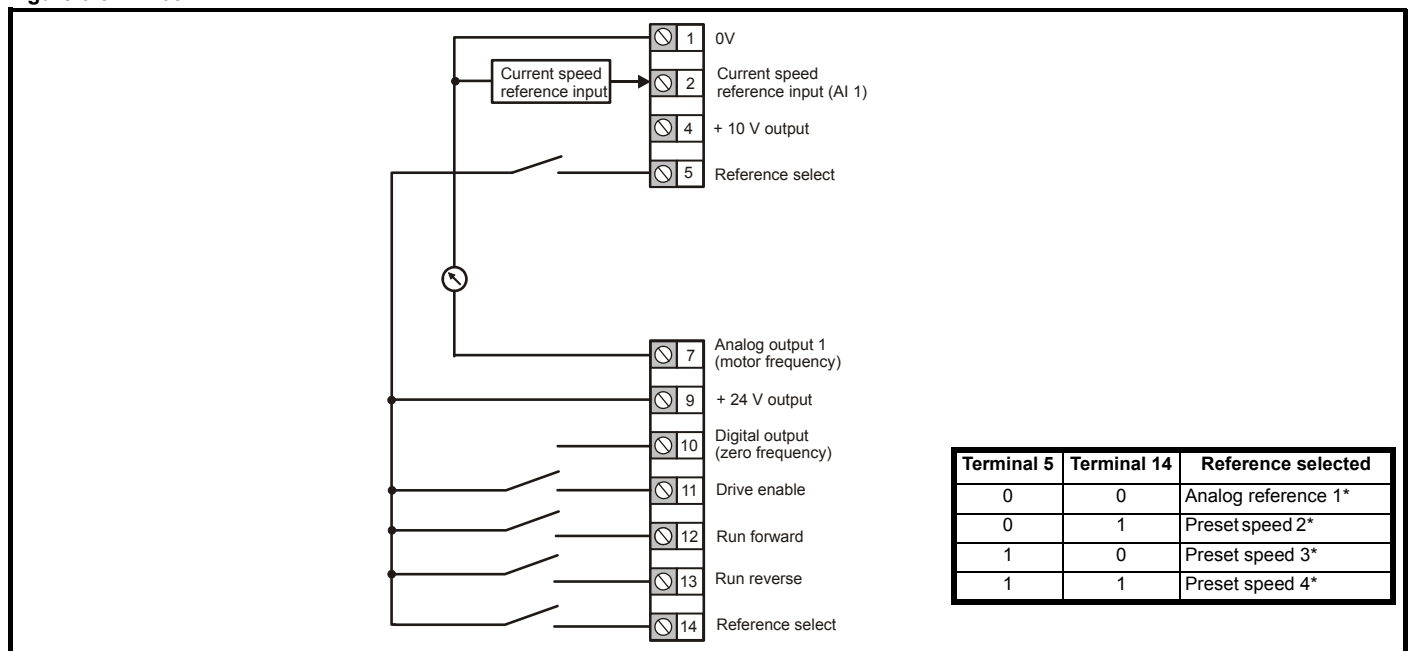 1 0V
Current speed
reference input
2 Current speed
reference input (AI 1)
4 + 10 V output
5 Reference select
7 Analog output 1
(motor frequency)
9 + 24 V output
10 Digital output
(zero frequency)
11 Drive enable
12 Run forward
13 Run reverse
14 Reference select
Terminal 5 Terminal 14 Reference selected
0 0 Analog reference 1*
0 1 Preset speed 2*
1 0 Preset speed 3*
1 1 Preset speed 4*